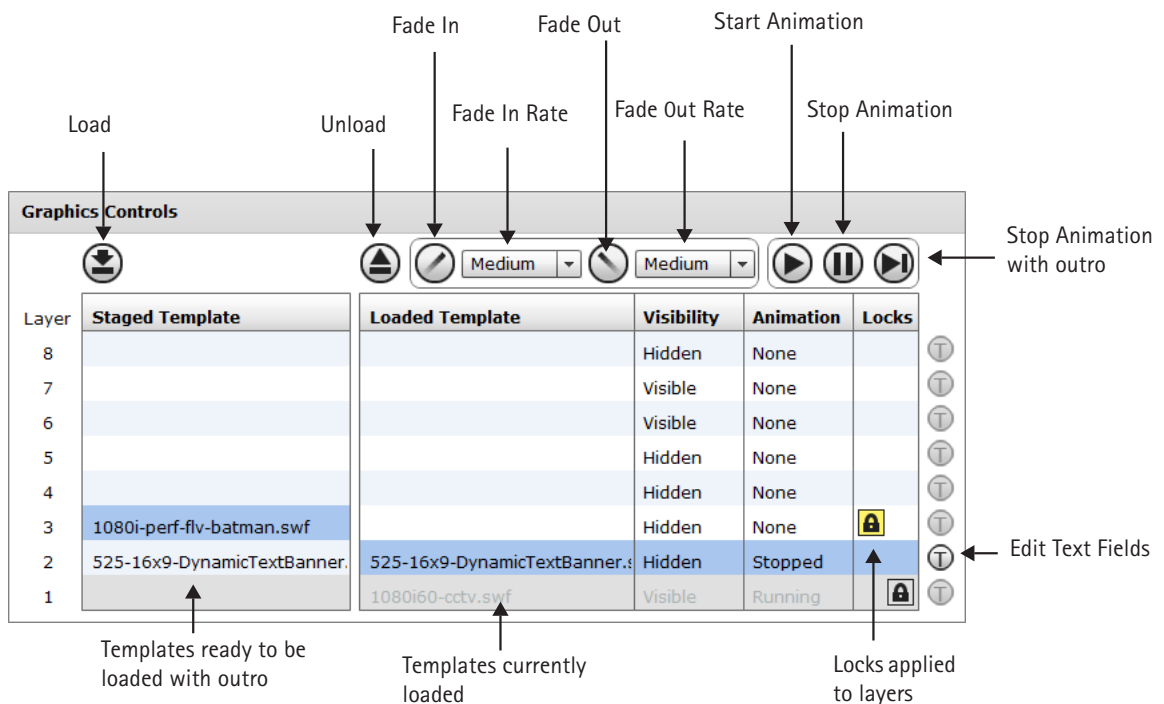 Fade In
Fade Out
Start Animation
Load
Unload
Fade In Rate
Fade Out Rate
Stop Animation
Graphics Controls
Medium
Medium
Stop Animation
with outro
Layer
Staged Template
Loaded Template
Visibility
Animation
Locks
8 Hidden None T
7 Visible None T
6 Visible None T
5 Hidden None T
4 Hidden None T
3 1080i-perf-flv-batman.swf Hidden None T
2 525-16x9-DynamicTextBanner. 525-16x9-DynamicTextBanner.s Hidden Stopped T
Edit Text Fields
1 1080i60-cctv.swf Visible Running T
Templates ready to be
loaded with outro
Templates currently
loaded
Locks applied
to layers